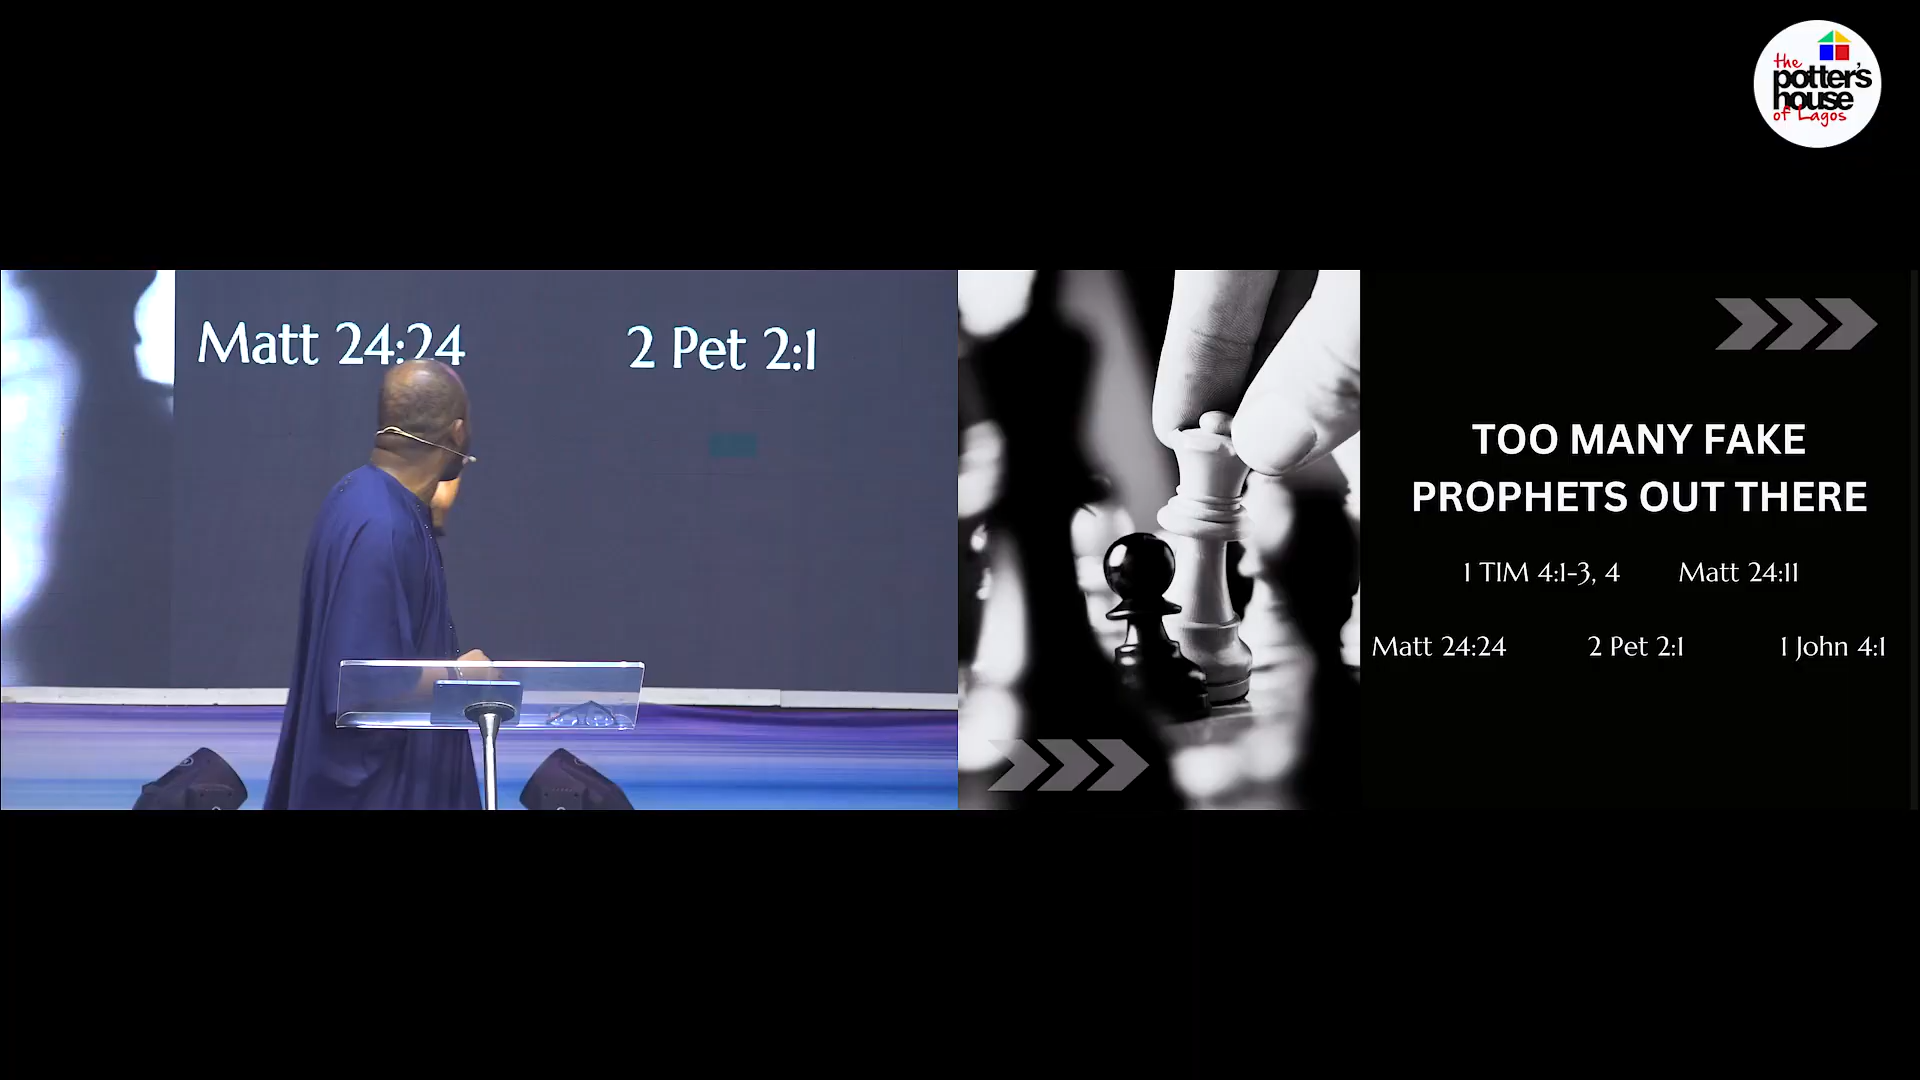 the
potter's
house
of Lagos
Matt 24:24 2 Pet 2:1
TOO MANY FAKE
PROPHETS OUT THERE
1 TIM 4:1-3, 4 Matt 24:11
Matt 24:24 2 Pet 2:1 1 John 4:1